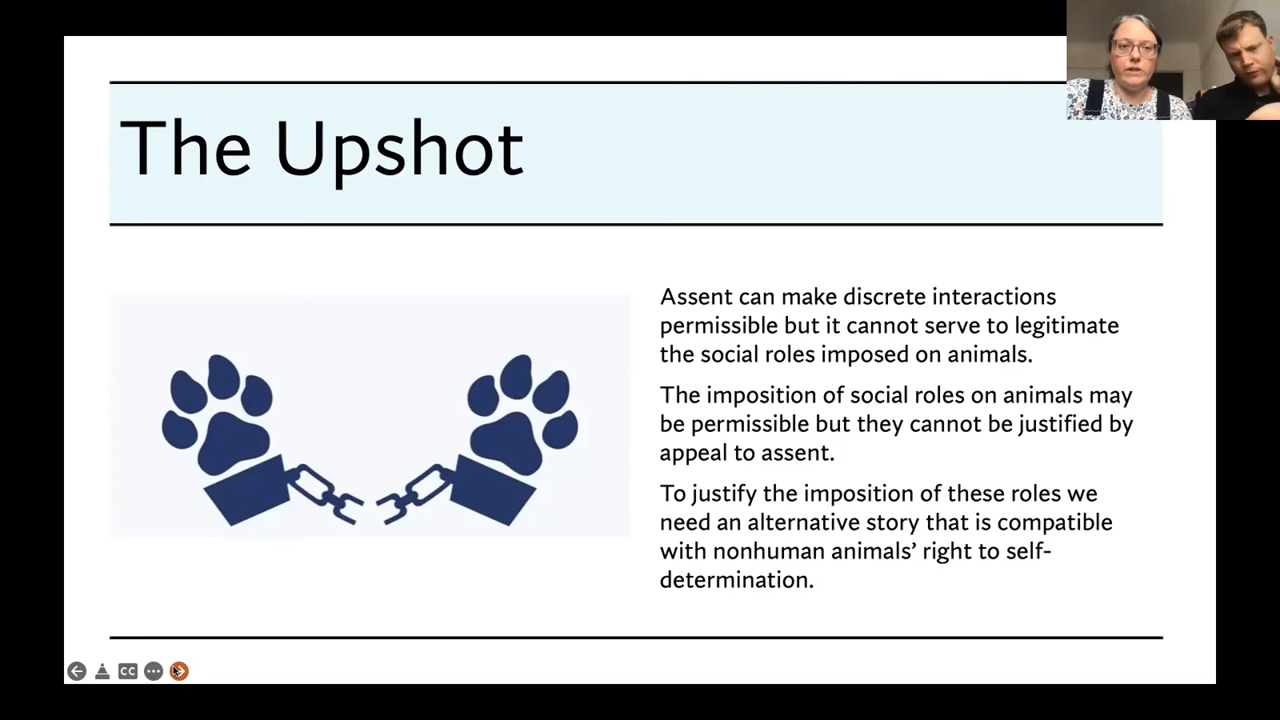 The Upshot
Assent can make discrete interactions
permissible but it cannot serve to legitimate
the social roles imposed on animals.
The imposition of social roles on animals may
be permissible but they cannot be justified by
appeal to assent.
To justify the imposition of these roles we
need an alternative story that is compatible
with nonhuman animals’ right to self-
determination.
CC